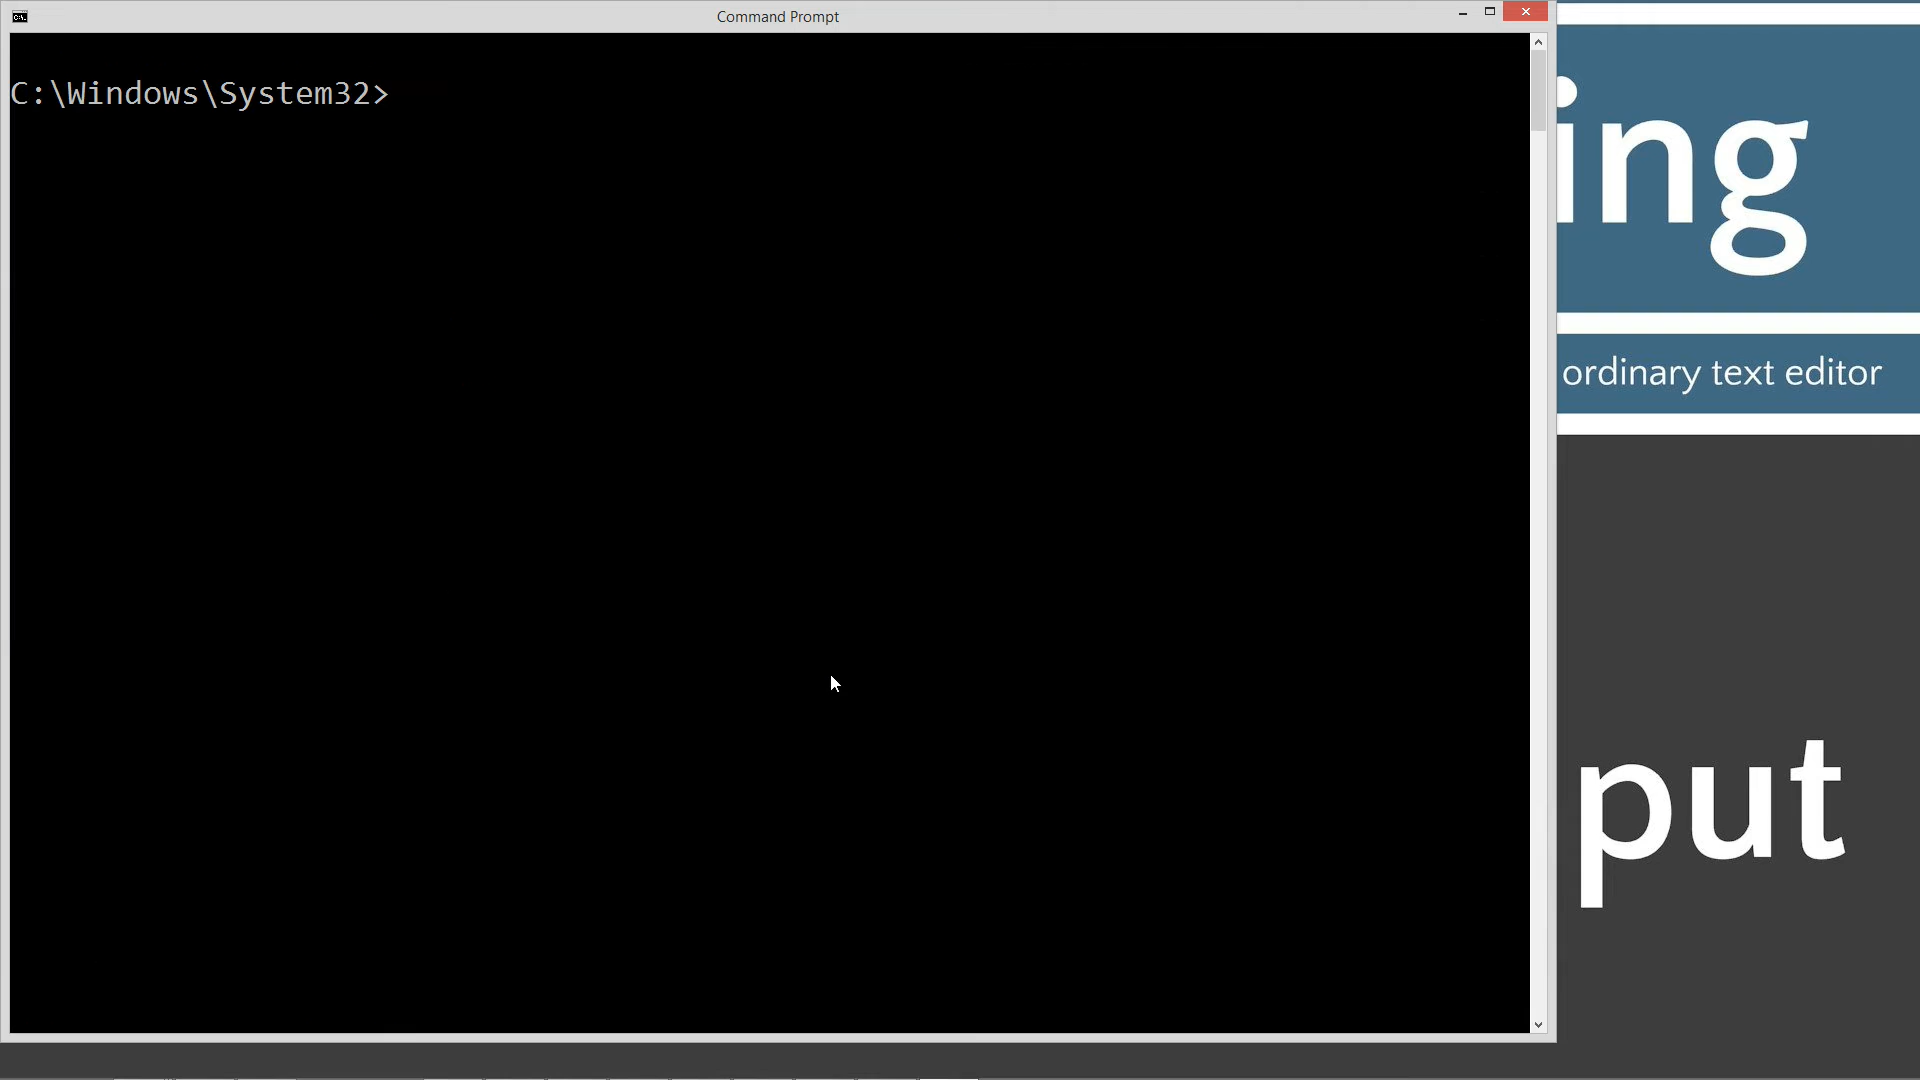 Command Prompt
C:\Windows\System32>
ing
ordinary text editor
put